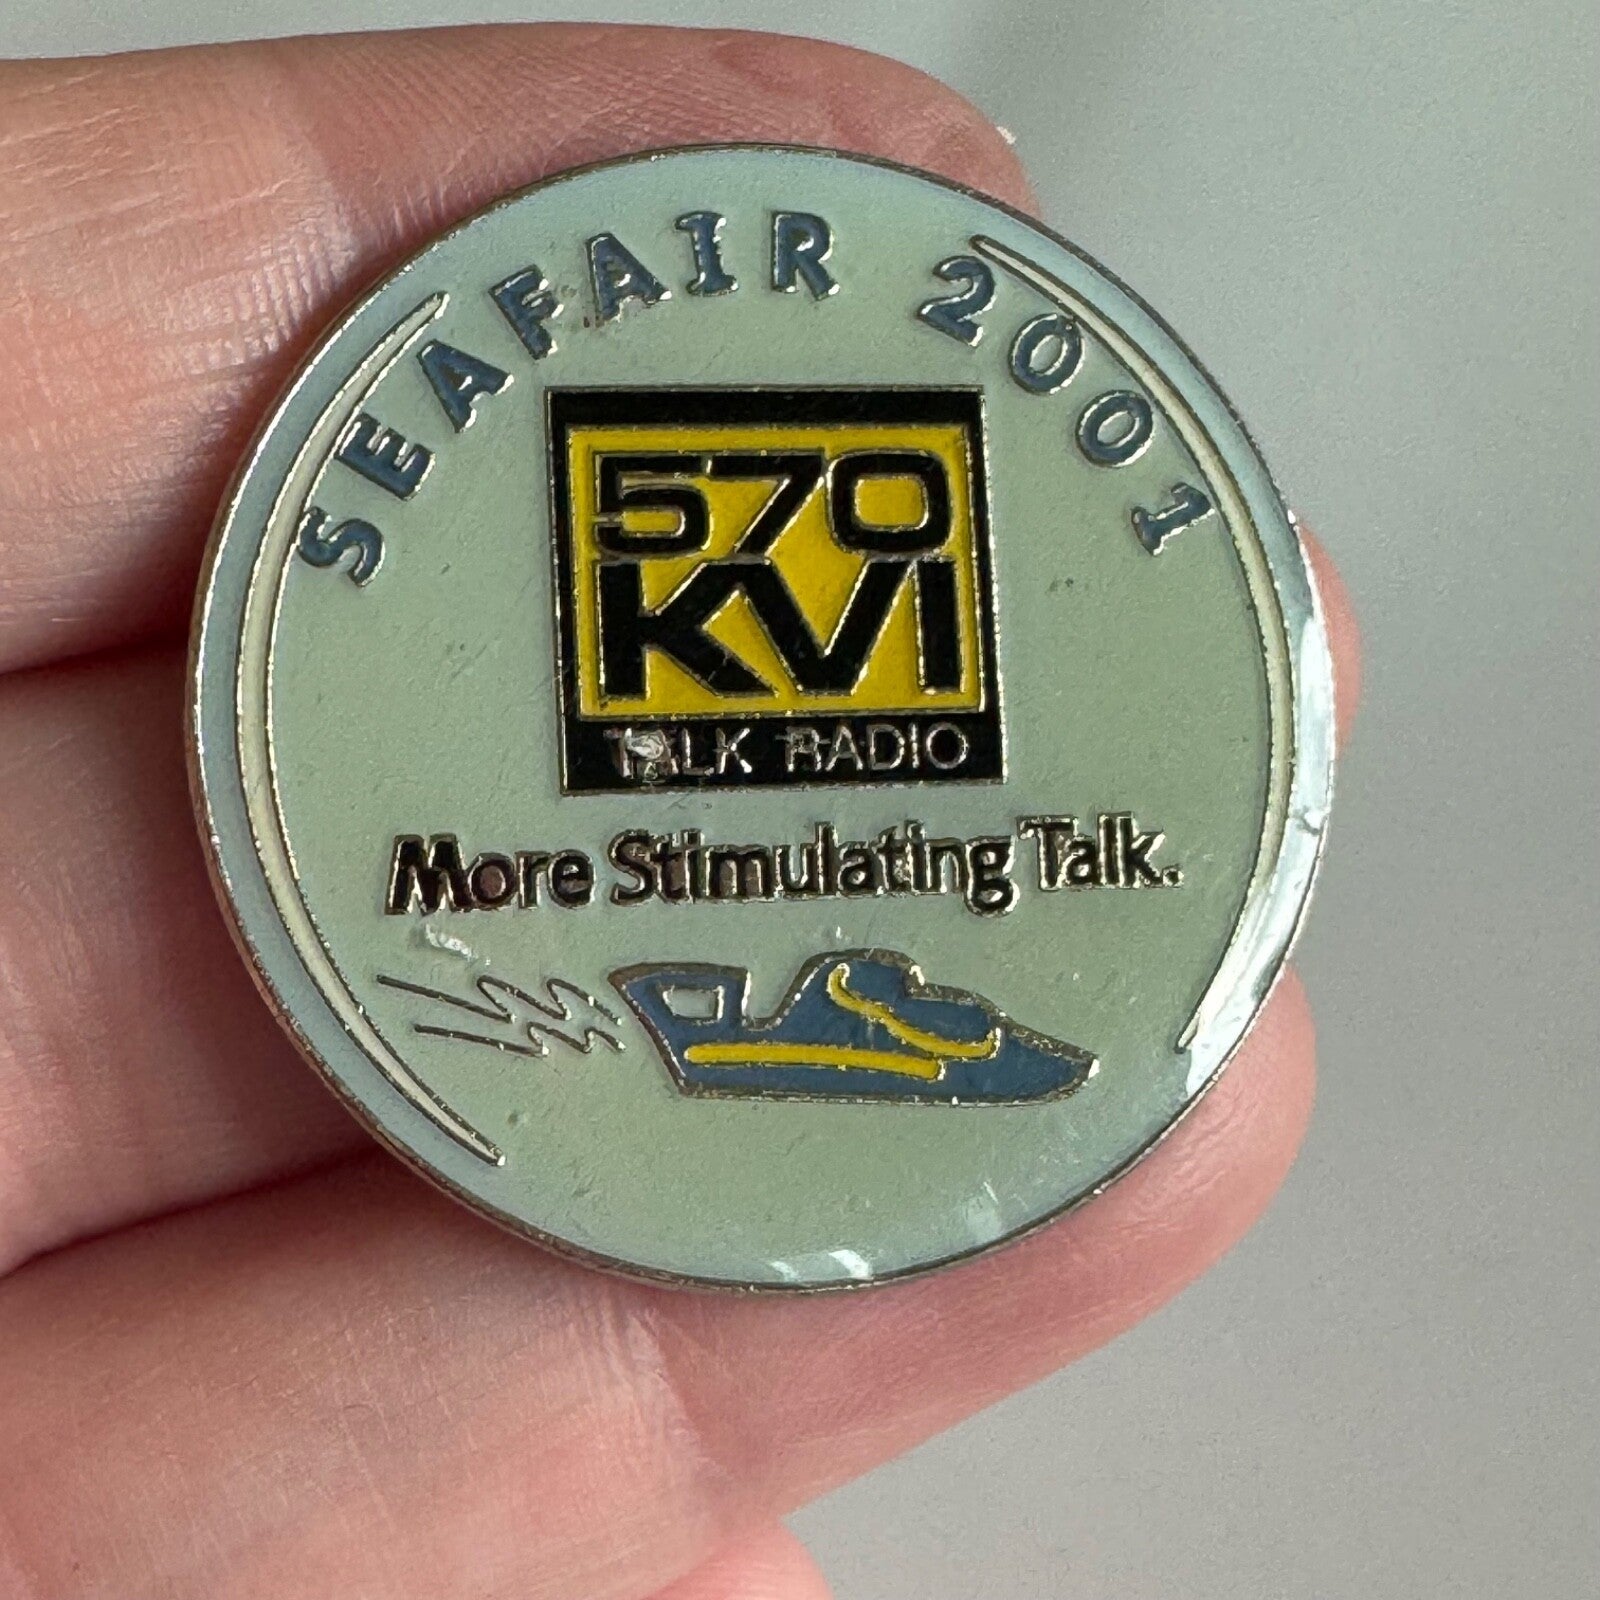 SEAFAIR 2001
570
KVI
TALK RADIO
More Stimulating Talk.